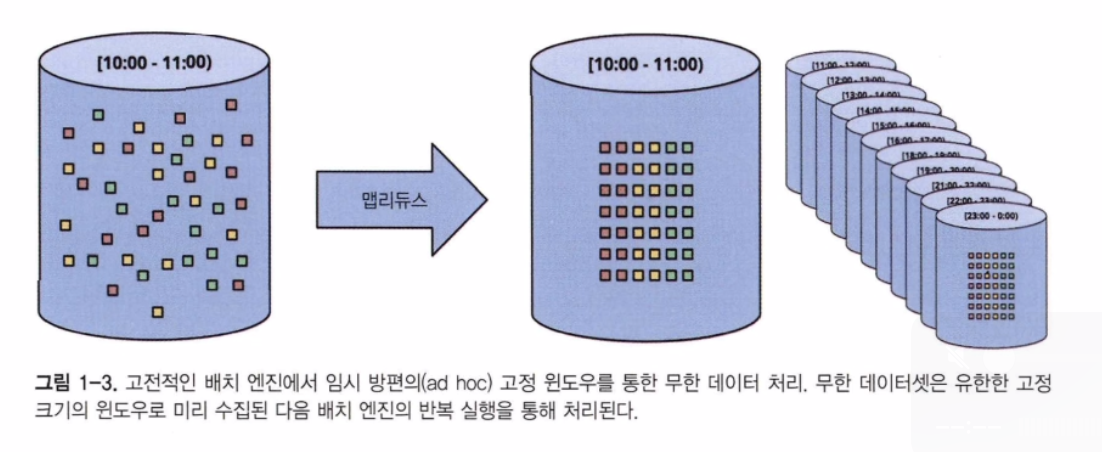 [10:00 - 11:00)
맵리듀스
[10:00 - 11:00)
[11:00 - 12:00)
[12:00 - 13:00)
[13:00 - 14:00)
[14:00 - 15:00)
[15:00 - 16:00)
[16:00 - 17:00)
[18:00 - 19:00)
[19:00 - 20:00)
[21:00 - 22:00)
[22:00 - 23:00)
[23:00 - 0:00)
그림 1-3. 고전적인 배치 엔진에서 임시 방편의(ad hoc) 고정 윈도우를 통한 무한 데이터 처리. 무한 데이터셋은 유한한 고정
크기의 윈도우로 미리 수집된 다음 배치 엔진의 반복 실행을 통해 처리된다.